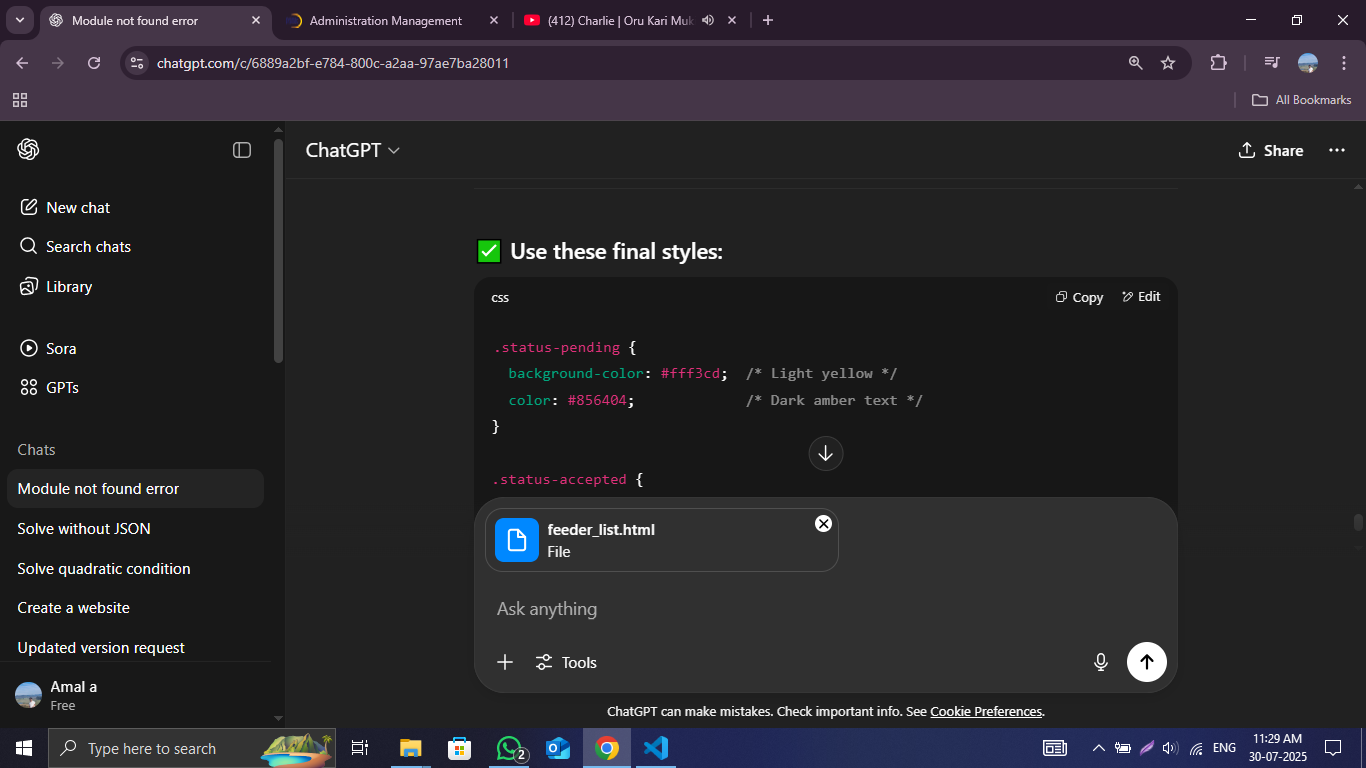 Module not found error
Administration Management
(412) Charlie | Oru Kari Muk
chatgpt.com/c/6889a2bf-e784-800c-a2aa-97ae7ba28011
All Bookmarks
ChatGPT
Share
New chat
Search chats
Library
Sora
GPTs
Chats
Module not found error
Solve without JSON
Solve quadratic condition
Create a website
Updated version request
Amal a
Free
Use these final styles:
css
Copy
Edit
.status-pending {
background-color: #fff3cd; /* Light yellow */
color: #856404; /* Dark amber text */
}
.status-accepted {
feeder_list.html
File
Ask anything
Tools
ChatGPT can make mistakes. Check important info. See Cookie Preferences.
Type here to search
2
ENG
11:29 AM
30-07-2025